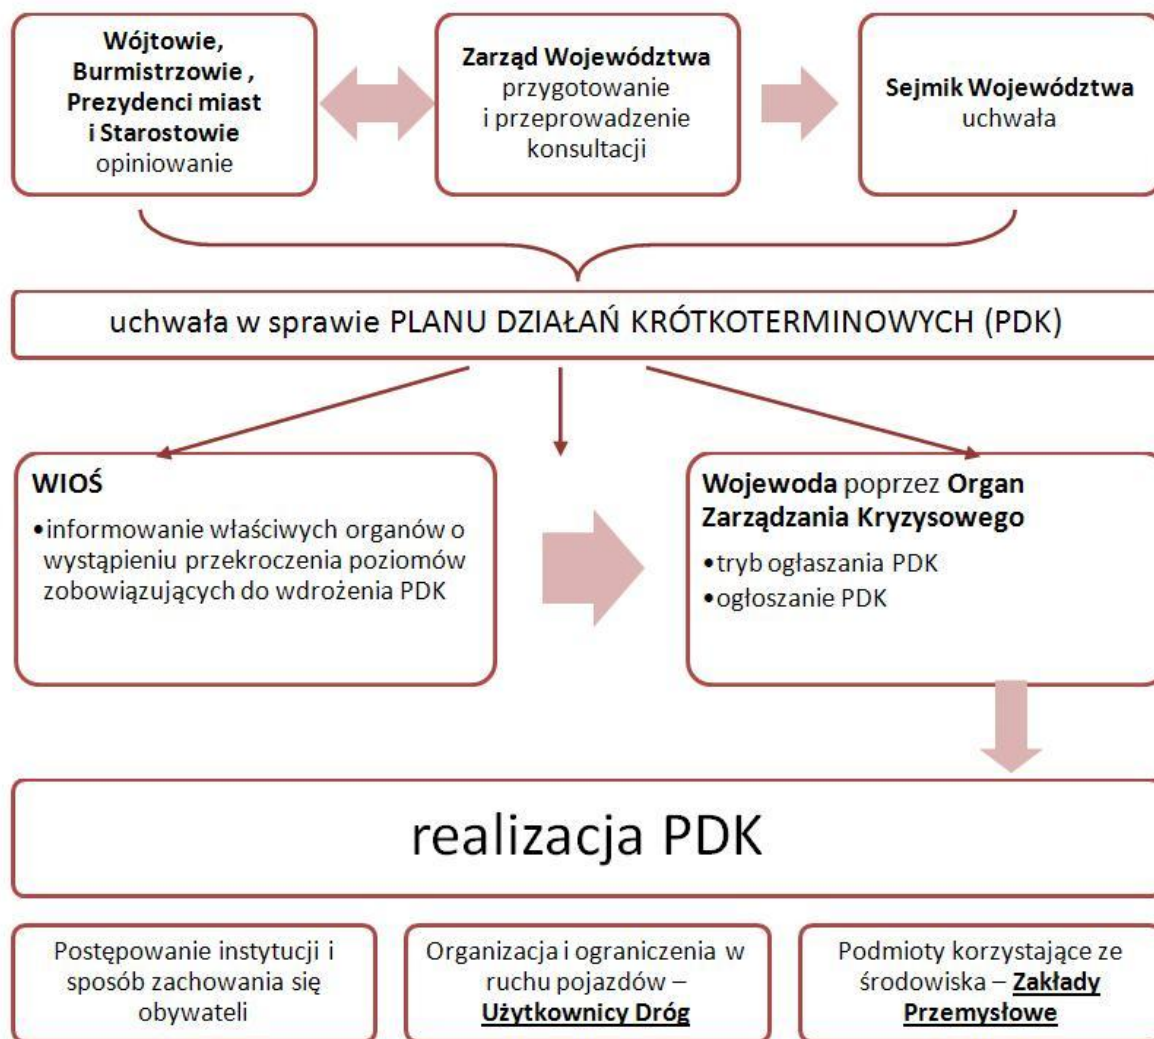 Wójtowie,
Burmistrzowie ,
Prezydenci miast
i Starostowie
opiniowanie
Zarząd Województwa
przygotowanie
i przeprowadzenie
konsultacji
Sejmik Województwa
uchwała
uchwała w sprawie PLANU DZIAŁAŃ KRÓTKOTERMINOWYCH (PDK)
WIOŚ
•informowanie właściwych organów o
wystąpieniu przekroczenia poziomów
zobowiązujących do wdrożenia PDK
Wojewoda poprzez Organ
Zarządzania Kryzysowego
•tryb ogłaszania PDK
•ogłoszanie PDK
realizacja PDK
Postępowanie instytucji i
sposób zachowania się
obywateli
Organizacja i ograniczenia w
ruchu pojazdów –
Użytkownicy Dróg
Podmioty korzystające ze
środowiska – Zakłady
Przemysłowe